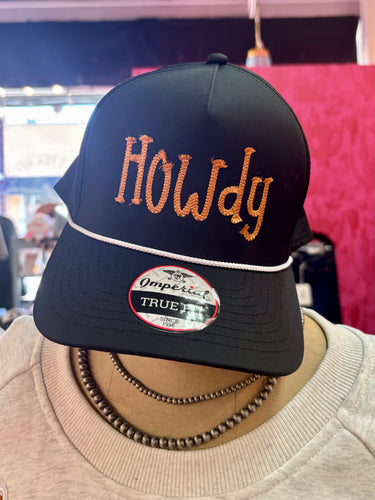 Howdy
Imperial
TRUE FIT
SINCE
1916